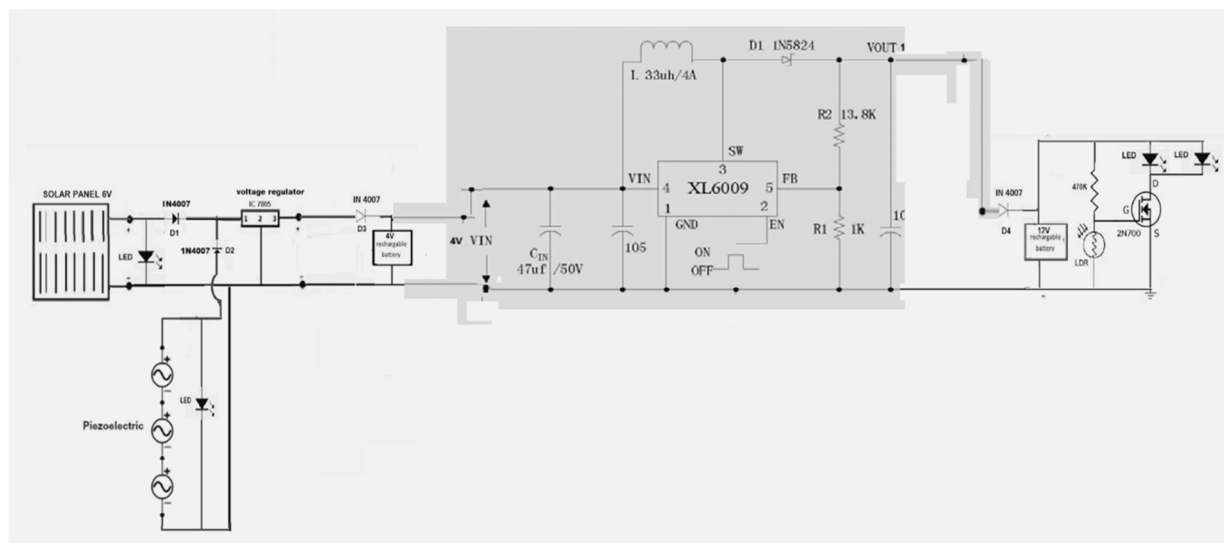 SOLAR PANEL 6V
+
-
LED
1N4007
D1
1N4007
D2
voltage regulator
IC 7805
1 2 3
+
-
IN 4007
D3
4V
rechargable
battery
Piezoelectric
+
-
+
-
+
-
LED
4V
VIN
VIN
C_IN
47uf /50V
105
L 33uh/4A
D1 1N5824
VOUT 1
SW
3
4
XL6009
5
FB
1
2
GND
EN
ON
OFF
R2
13.8K
R1
1K
10
IN 4007
D4
12V
rechargable
battery
-
470K
LDR
LED
LED
D
G
2N700
S